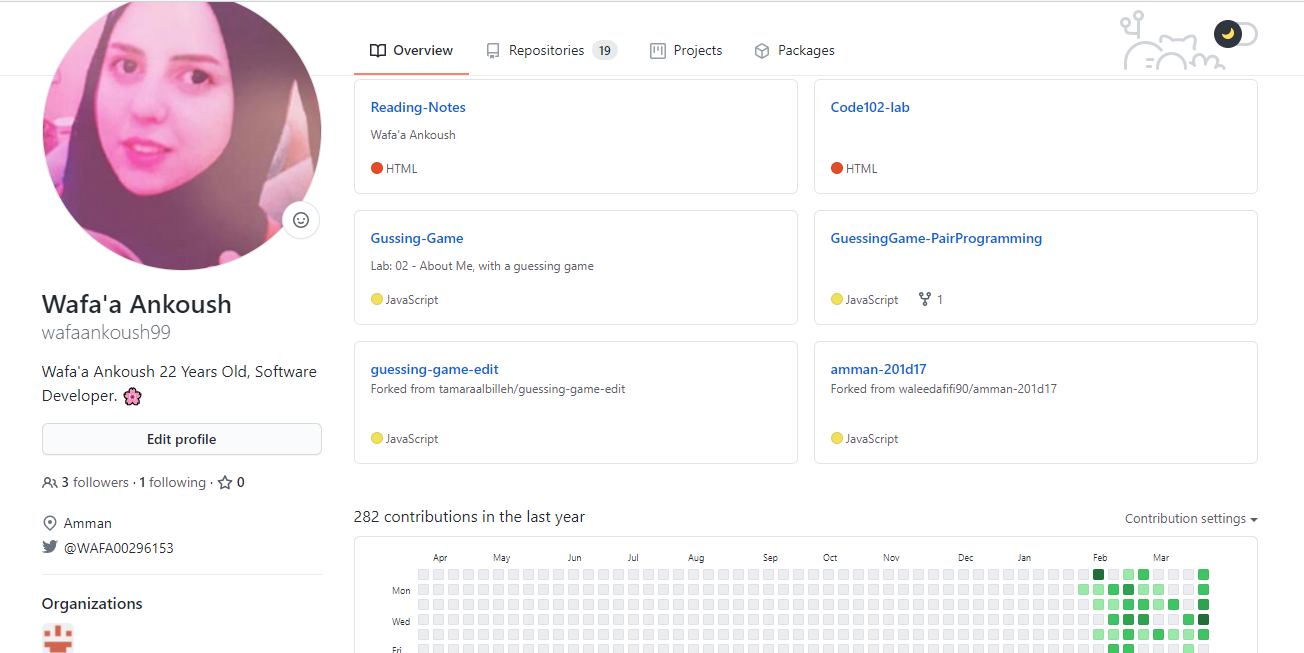 Overview
Repositories 19
Projects
Packages
Wafa'a Ankoush
wafaankoush99
Wafa'a Ankoush 22 Years Old, Software
Developer. 🌸
Edit profile
3 followers · 1 following · 0
Amman
@WAFA00296153
Organizations
Reading-Notes
Wafa'a Ankoush
HTML
Code102-lab
HTML
Gussing-Game
Lab: 02 - About Me, with a guessing game
JavaScript
GuessingGame-PairProgramming
JavaScript 1
guessing-game-edit
Forked from tamaraalbilleh/guessing-game-edit
JavaScript
amman-201d17
Forked from waleedafifi90/amman-201d17
JavaScript
282 contributions in the last year
Contribution settings
Apr May Jun Jul Aug Sep Oct Nov Dec Jan Feb Mar
Mon
Wed
Fri